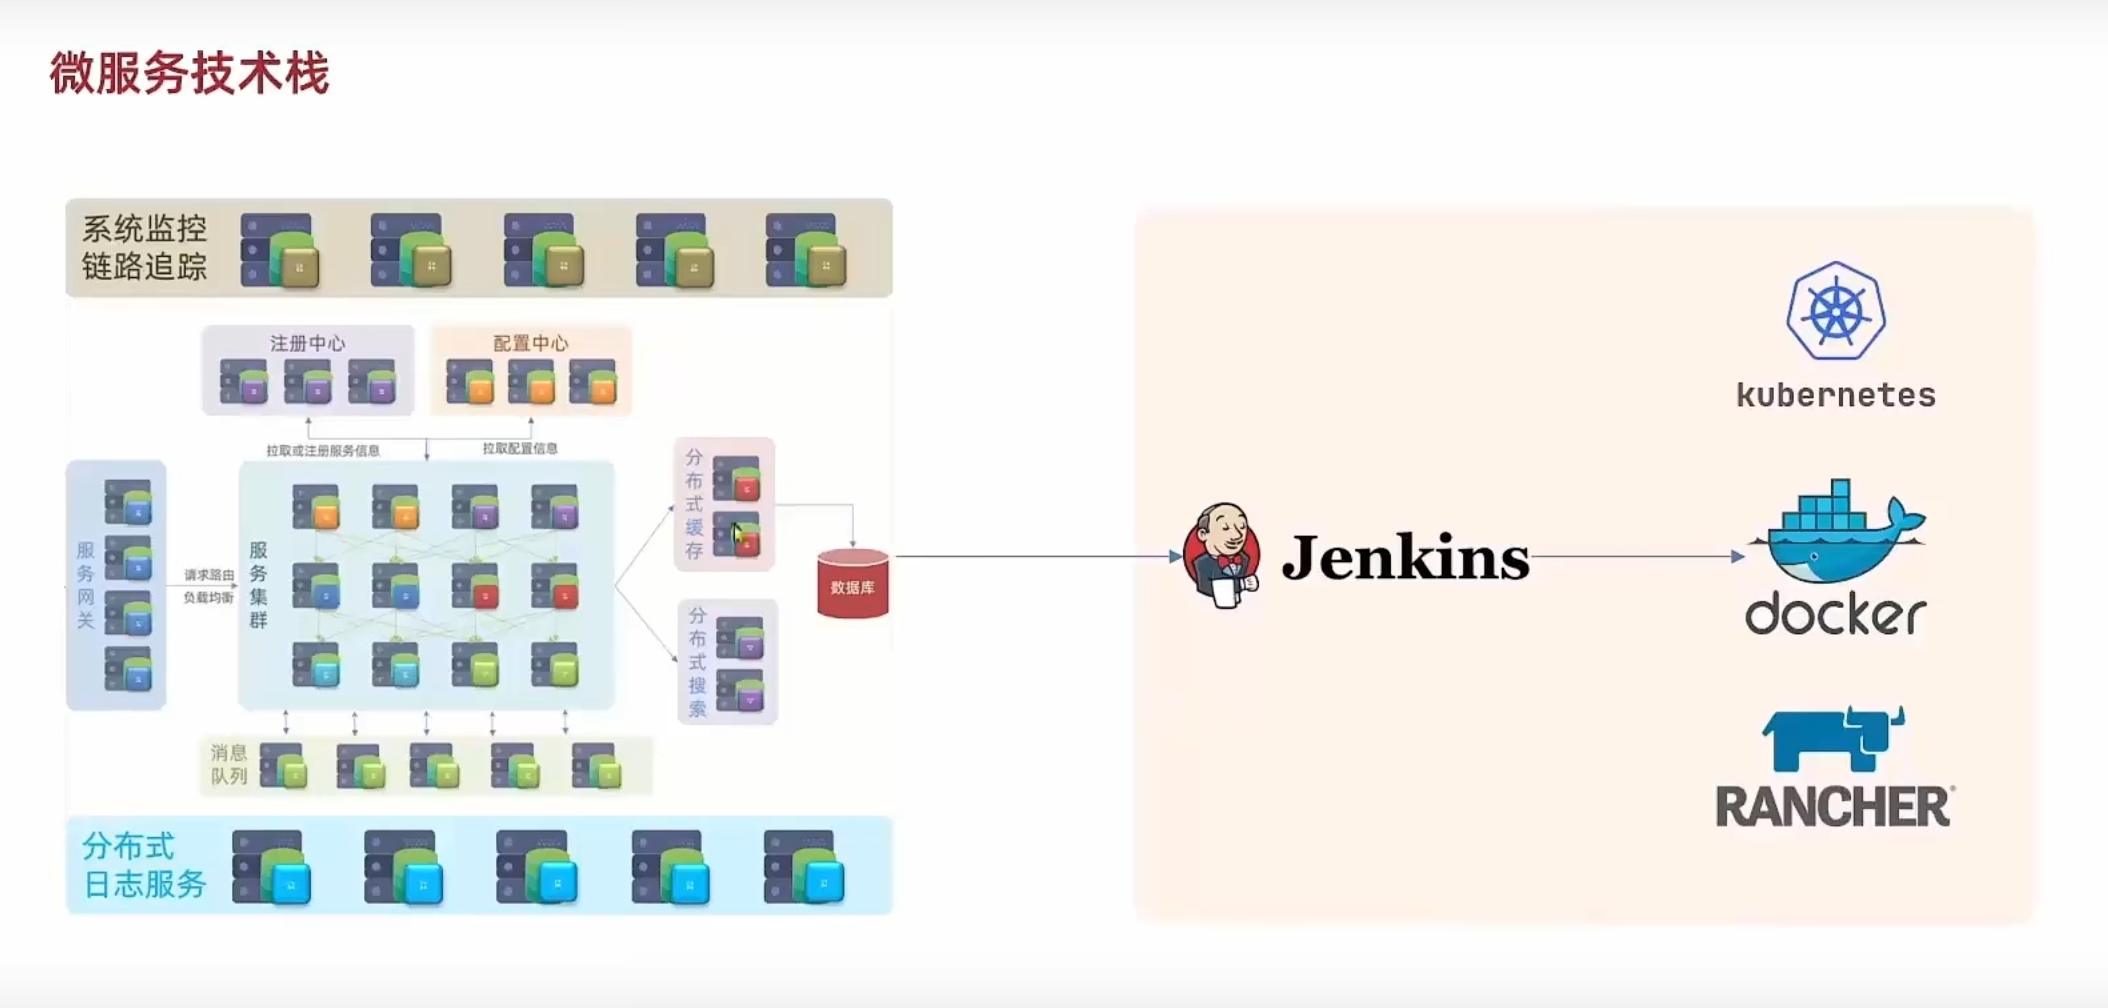 微服务技术栈
系统监控
链路追踪
注册中心
配置中心
拉取或注册服务信息
拉取配置信息
服务网关
请求路由
负载均衡
服务集群
分布式缓存
数据库
分布式搜索
消息
队列
分布式
日志服务
Jenkins
kubernetes
docker
RANCHER®